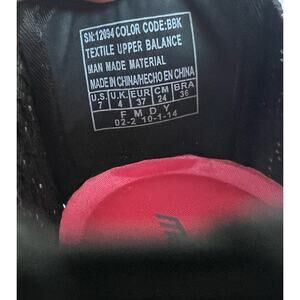 SN:12094 COLOR CODE:BBK
TEXTILE UPPER BALANCE
MAN MADE MATERIAL
MADE IN CHINA/HECHO EN CHINA
U.S. U.K. EUR CM BRA
7 4 37 24 36
F M D Y
02-2 10-1-14